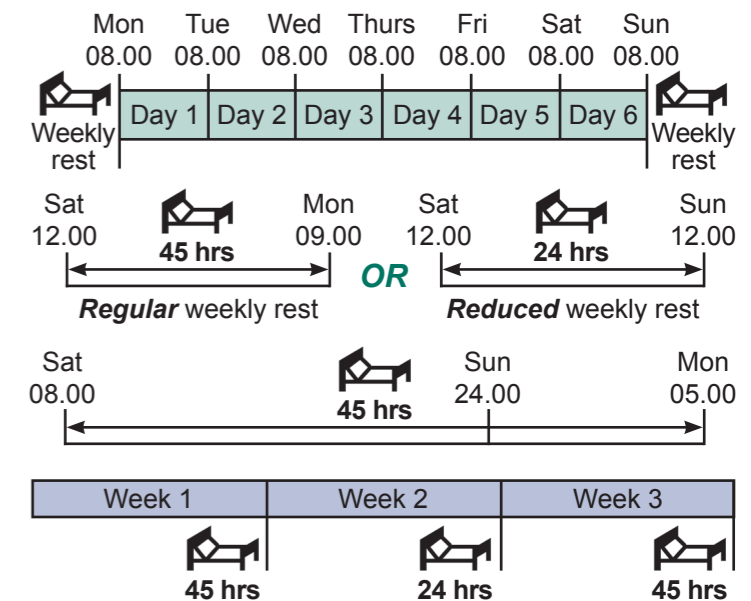 Mon Tue Wed Thurs Fri Sat Sun
08.00 08.00 08.00 08.00 08.00 08.00 08.00
Day 1 Day 2 Day 3 Day 4 Day 5 Day 6
Weekly rest
Weekly rest
Sat Mon Sat Sun
12.00 45 hrs 09.00 12.00 24 hrs 12.00
OR
Regular weekly rest Reduced weekly rest
Sat Sun Mon
08.00 45 hrs 24.00 05.00
Week 1 Week 2 Week 3
45 hrs 24 hrs 45 hrs